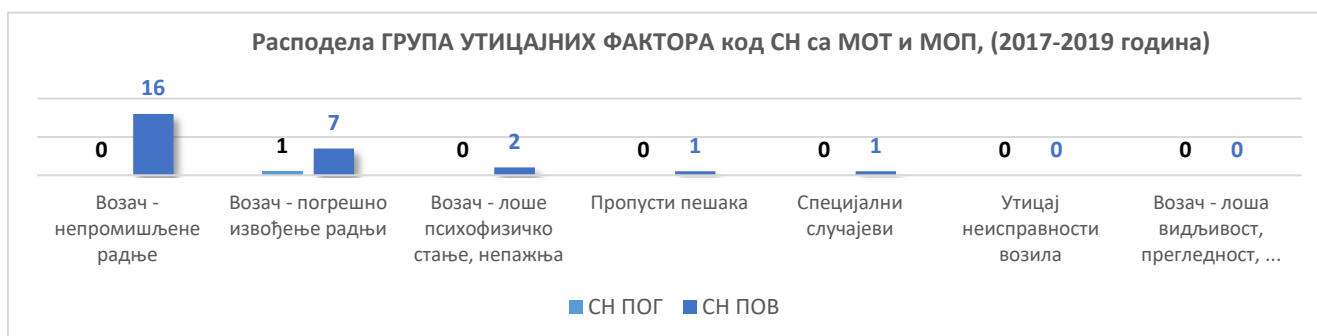 Расподела ГРУПА УТИЦАЈНИХ ФАКТОРА код СН са МОТ и МОП, (2017-2019 година)
0 16 1 7 0 2 0 1 0 1 0 0 0 0
Возач -
непромишљене
радње
Возач - погрешно
извођење радњи
Возач - лоше
психофизичко
стање, непажња
Пропусти пешака
Специјални
случајеви
Утицај
неисправности
возила
Возач - лоша
видљивост,
прегледност, ...
СН ПОГ СН ПОВ